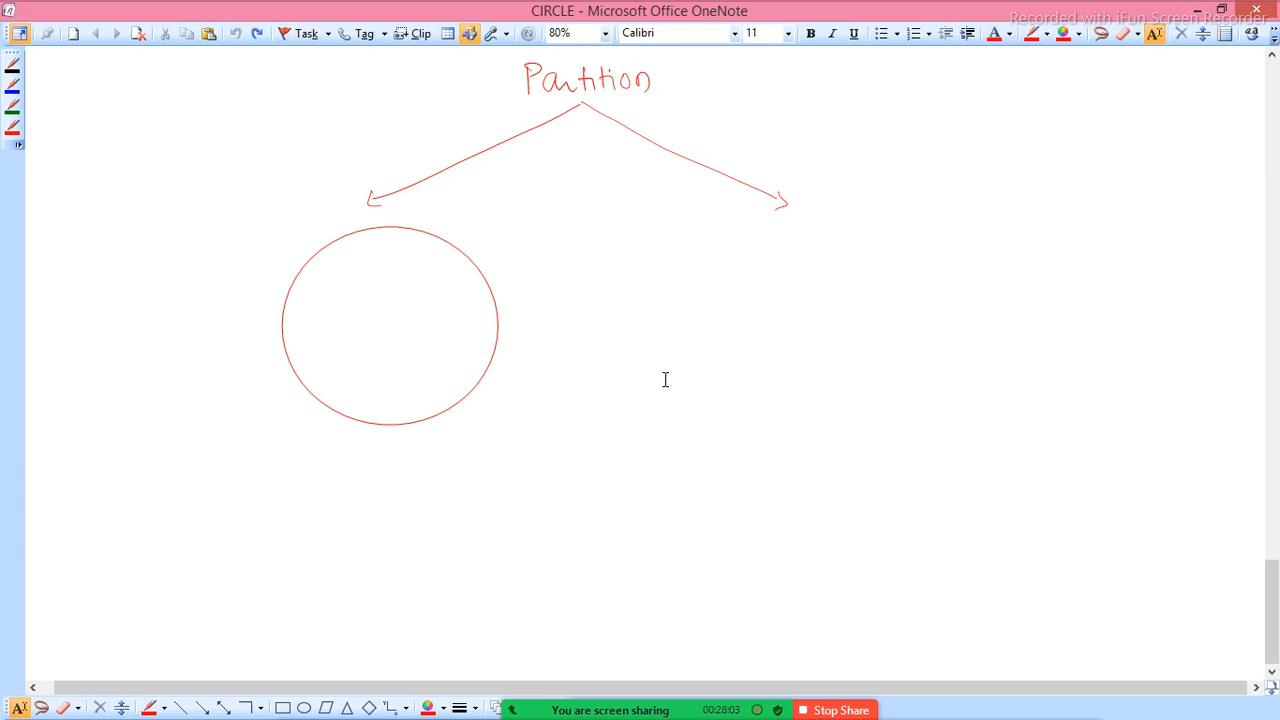 CIRCLE - Microsoft Office OneNote
Recorded with iFun Screen Recorder
Task
Tag
Clip
80%
Calibri
11
B I U
A
Partition
You are screen sharing
00:28:03
Stop Share